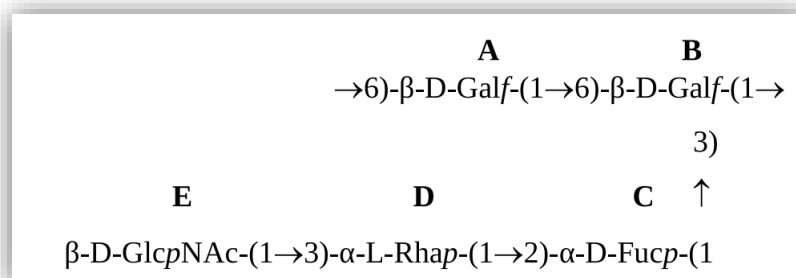 A B
→6)-β-D-Galf-(1→6)-β-D-Galf-(1→
3)
E D C ↑
β-D-GlcpNAc-(1→3)-α-L-Rhap-(1→2)-α-D-Fucp-(1